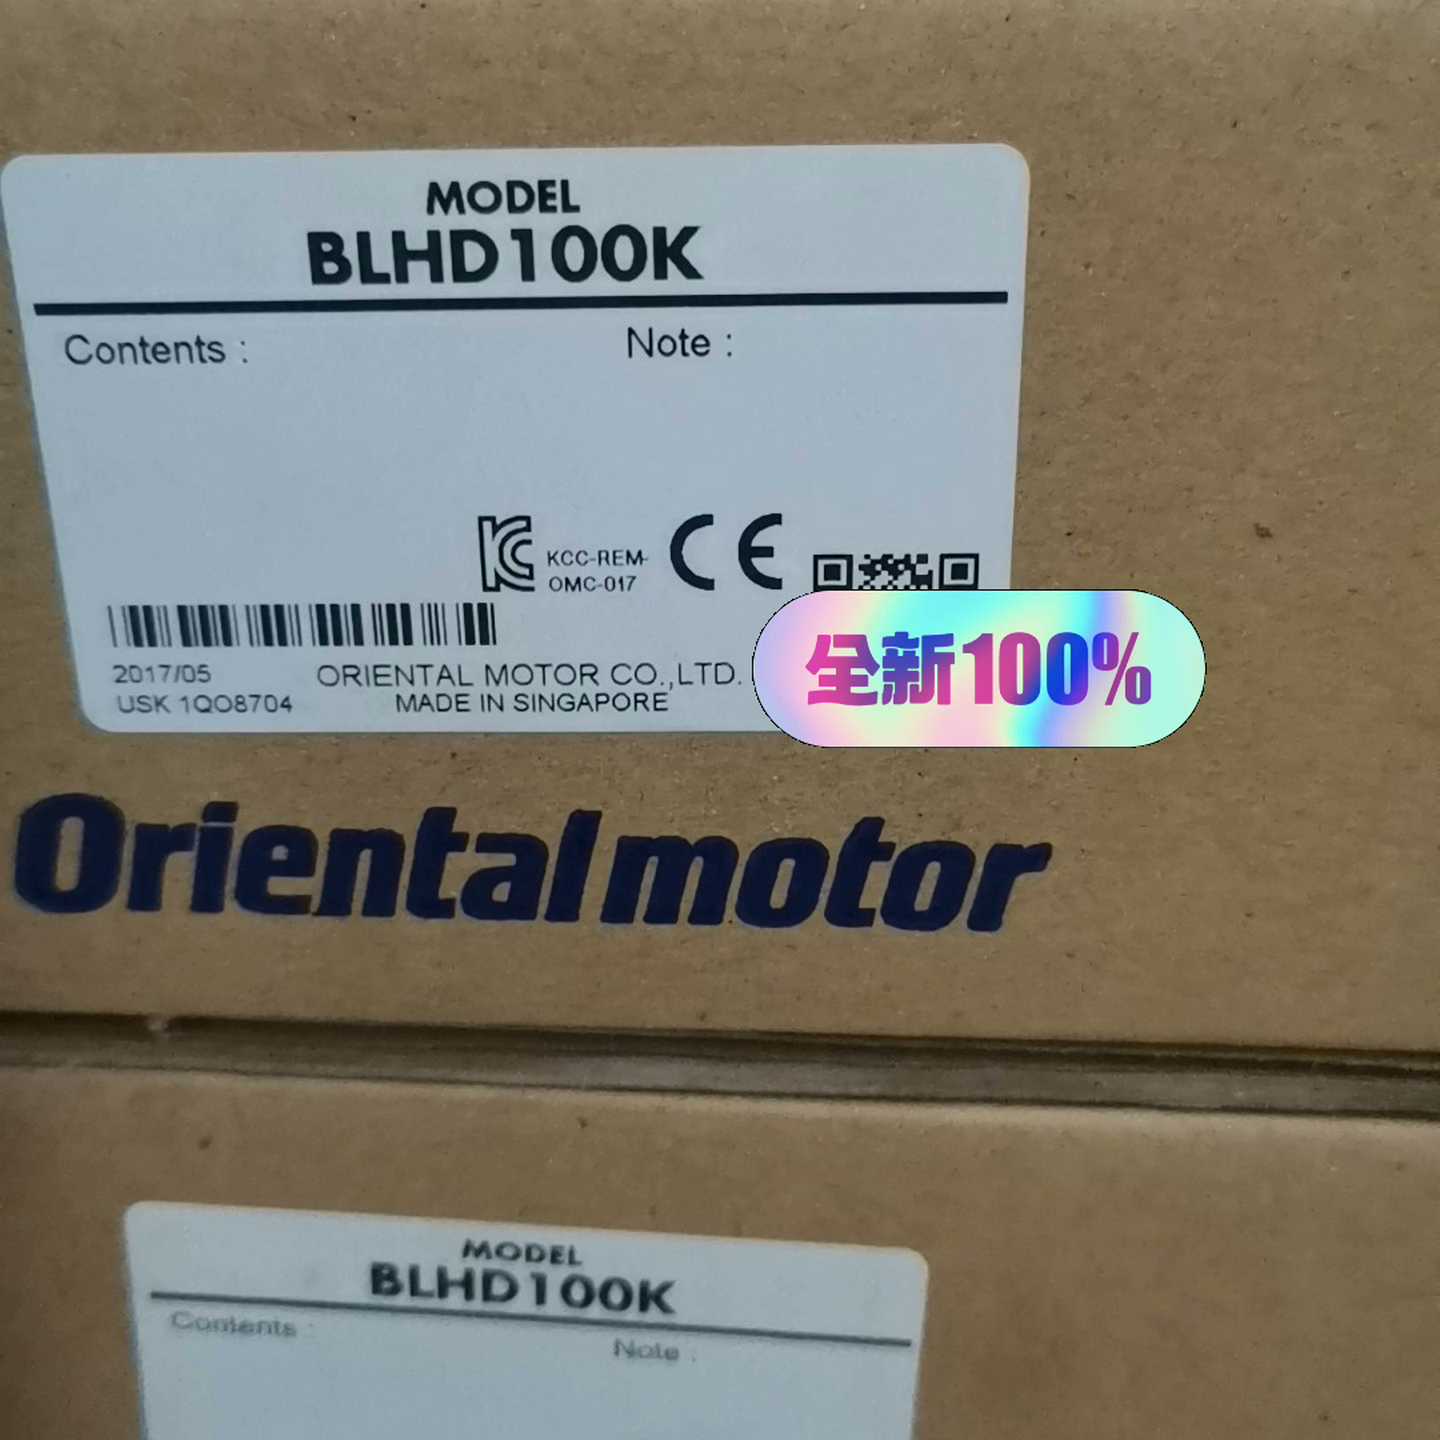 MODEL
BLHD100K
Contents :
Note :
KCC-REM-
OMC-017
CE
2017/05
ORIENTAL MOTOR CO.,LTD.
USK 1QO8704
MADE IN SINGAPORE
全新100%
Orientalmotor
MODEL
BLHD100K
Contents :
Note :